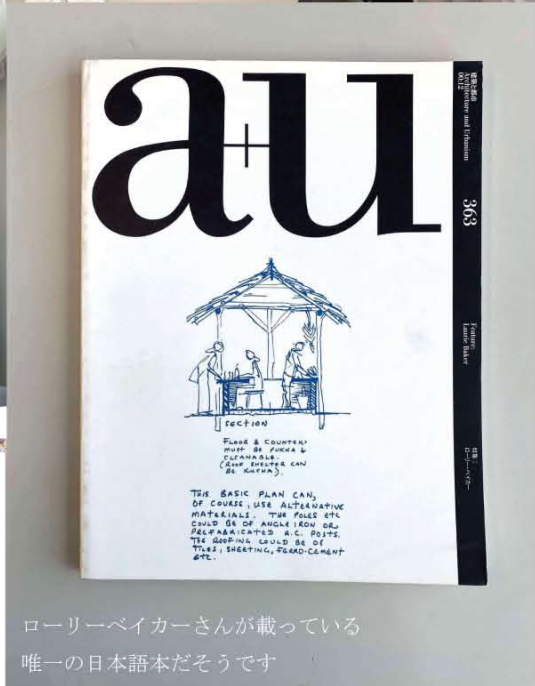 a+u
建築と都市
Architecture and Urbanism
0012
363
Feature:
Laurie Baker
特集:
ローリー・ベイカー
SECTION
FLOOR & COUNTERS
MUST BE PUKKA &
CLEANABLE.
(ROOF SHELTER CAN
BE KUTCHA).
THIS BASIC PLAN CAN,
OF COURSE, USE ALTERNATIVE
MATERIALS. THE POLES ETC
COULD BE OF ANGLE IRON OR
PREFABRICATED R.C. POSTS.
THE ROOFING COULD BE OF
TILES, SHEETING, FERRO-CEMENT
ETC.
ローリーベイカーさんが載っている
唯一の日本語本だそうです